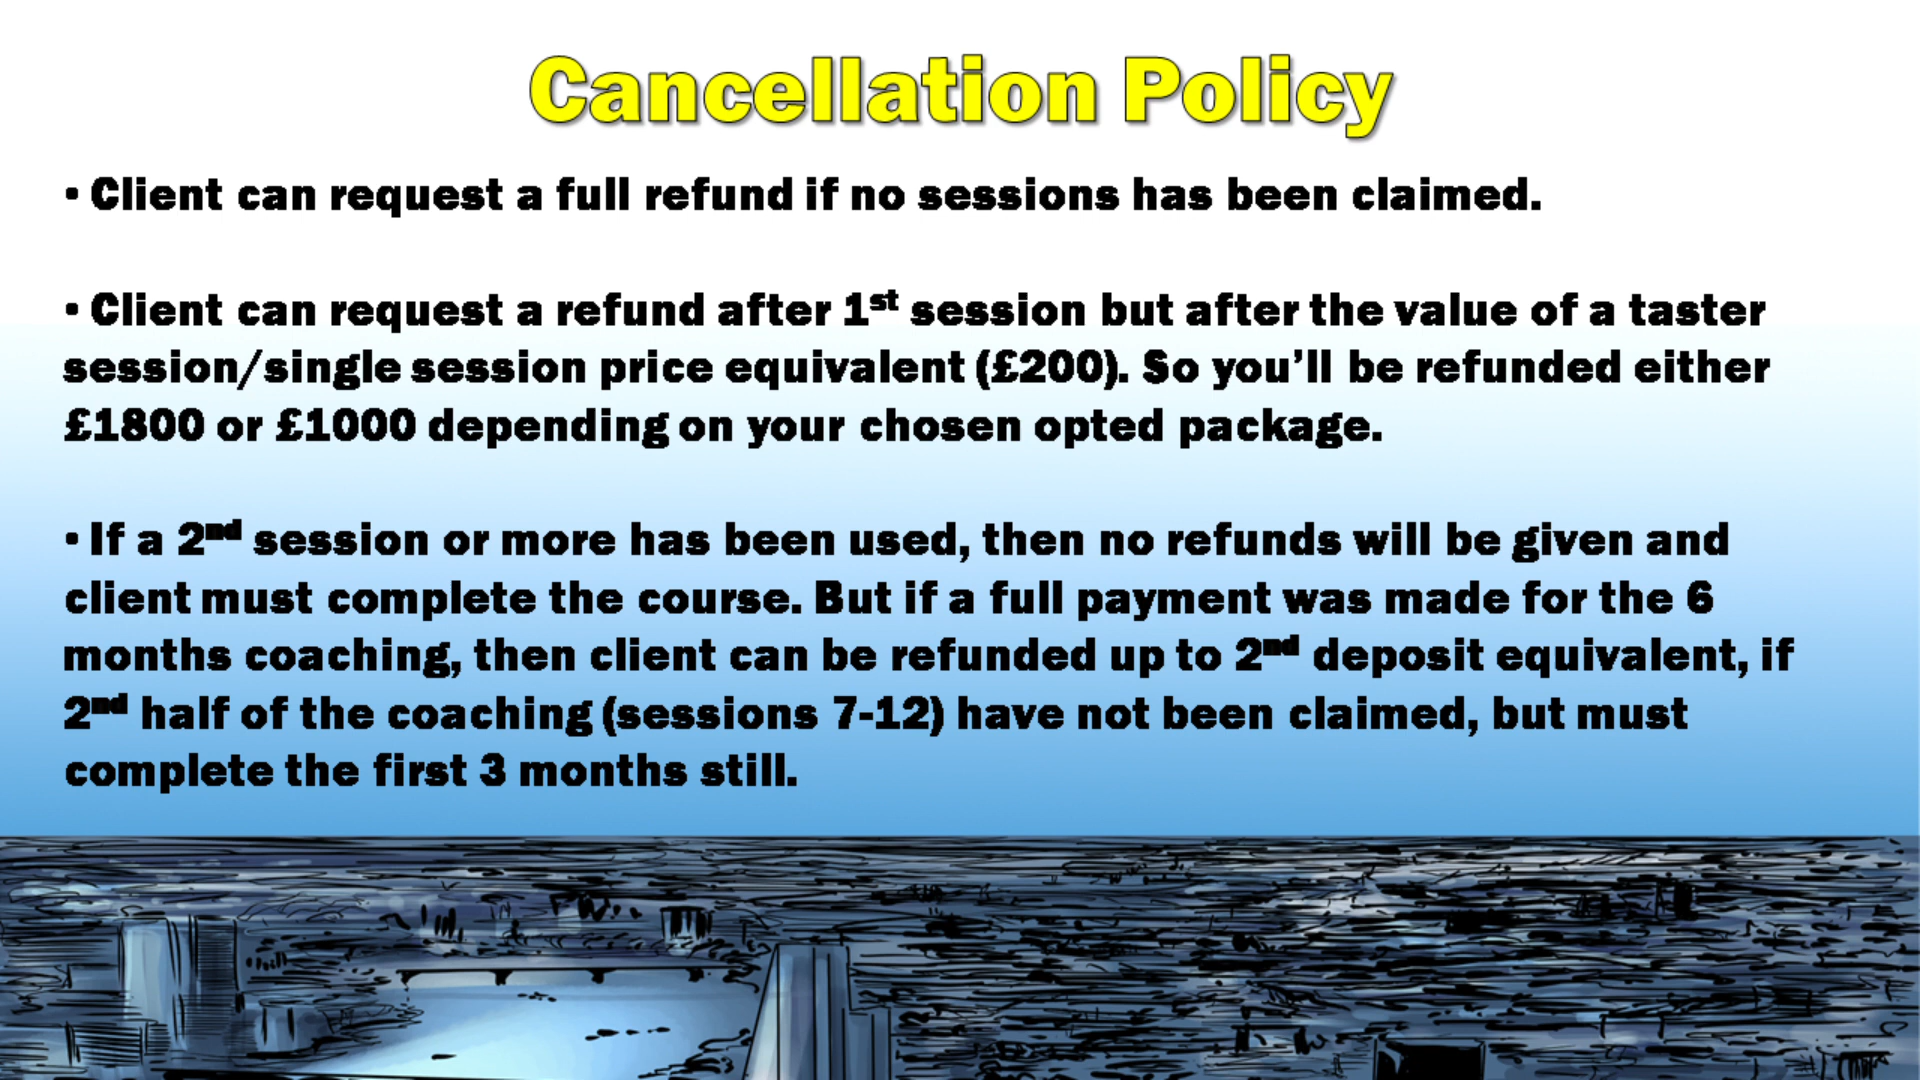 Cancellation Policy
• Client can request a full refund if no sessions has been claimed.
• Client can request a refund after 1st session but after the value of a taster
session/single session price equivalent (£200). So you’ll be refunded either
£1800 or £1000 depending on your chosen opted package.
• If a 2nd session or more has been used, then no refunds will be given and
client must complete the course. But if a full payment was made for the 6
months coaching, then client can be refunded up to 2nd deposit equivalent, if
2nd half of the coaching (sessions 7-12) have not been claimed, but must
complete the first 3 months still.